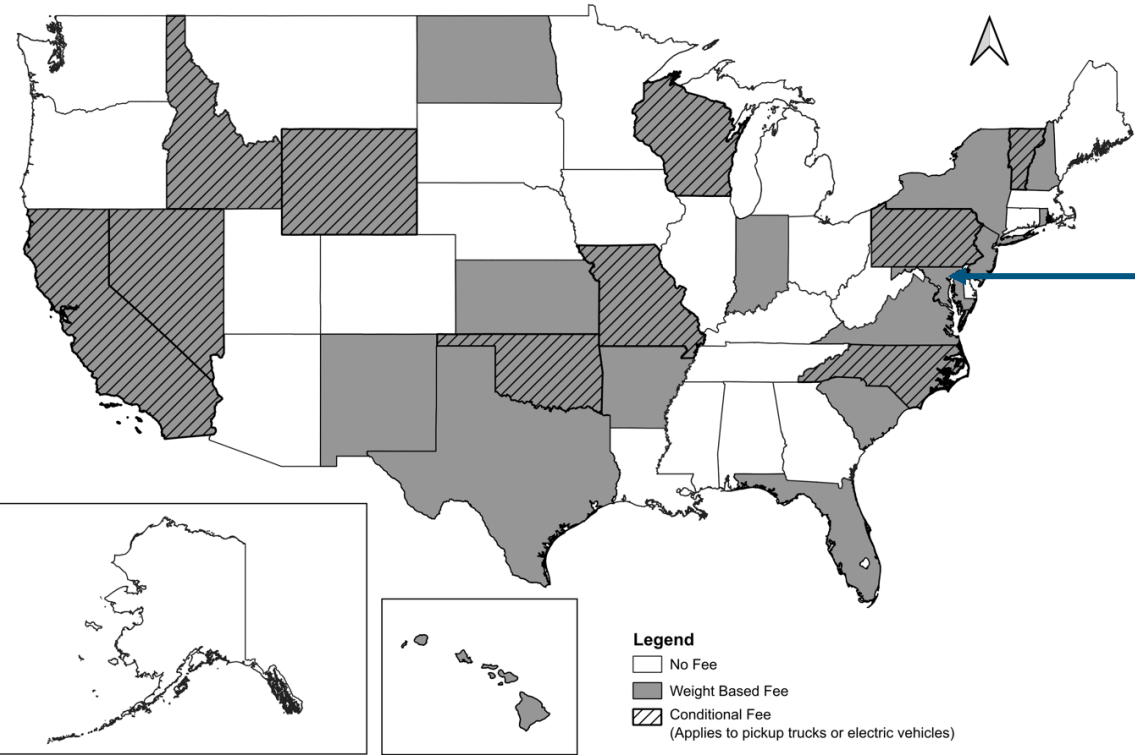 Legend
No Fee
Weight Based Fee
Conditional Fee
(Applies to pickup trucks or electric vehicles)